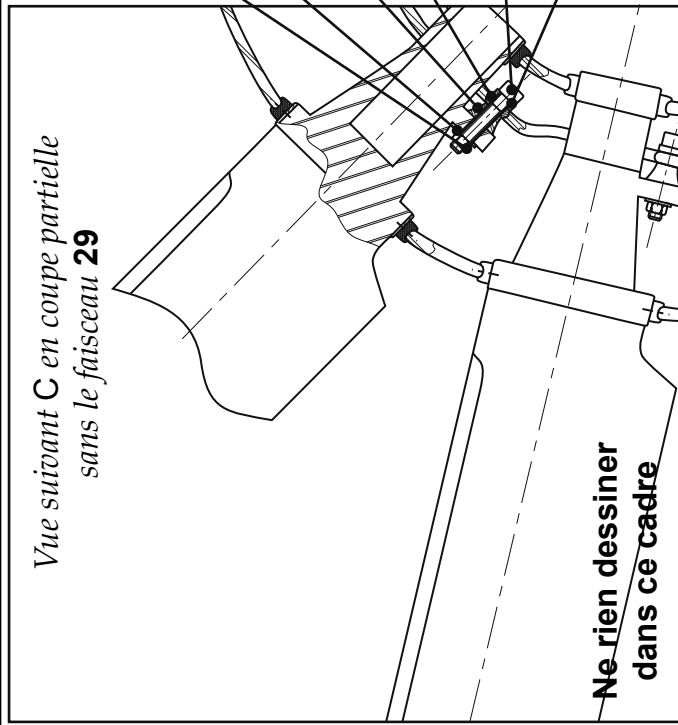 Vue suivant C en coupe partielle
sans le faisceau 29
Ne rien dessiner
dans ce cadre